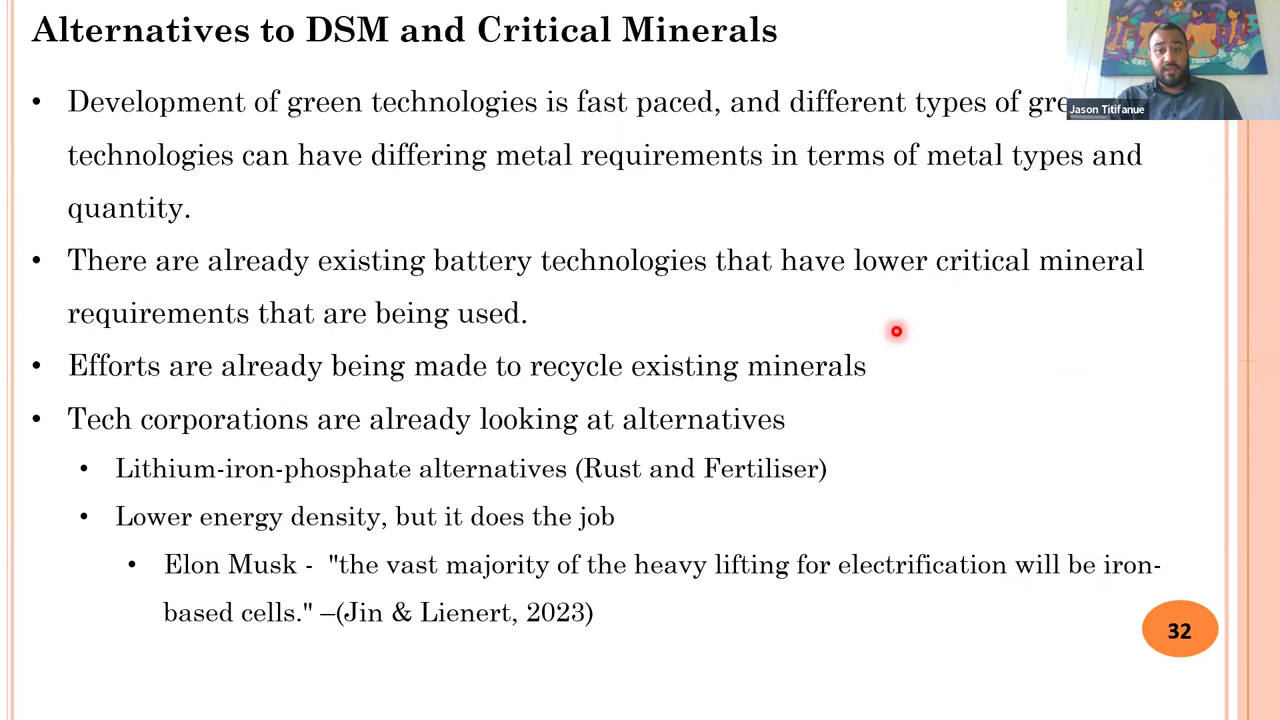 Alternatives to DSM and Critical Minerals
• Development of green technologies is fast paced, and different types of gre
technologies can have differing metal requirements in terms of metal types and
quantity.
• There are already existing battery technologies that have lower critical mineral
requirements that are being used.
• Efforts are already being made to recycle existing minerals
• Tech corporations are already looking at alternatives
• Lithium-iron-phosphate alternatives (Rust and Fertiliser)
• Lower energy density, but it does the job
• Elon Musk - "the vast majority of the heavy lifting for electrification will be iron-
based cells." –(Jin & Lienert, 2023)
Jason Titifanue
32